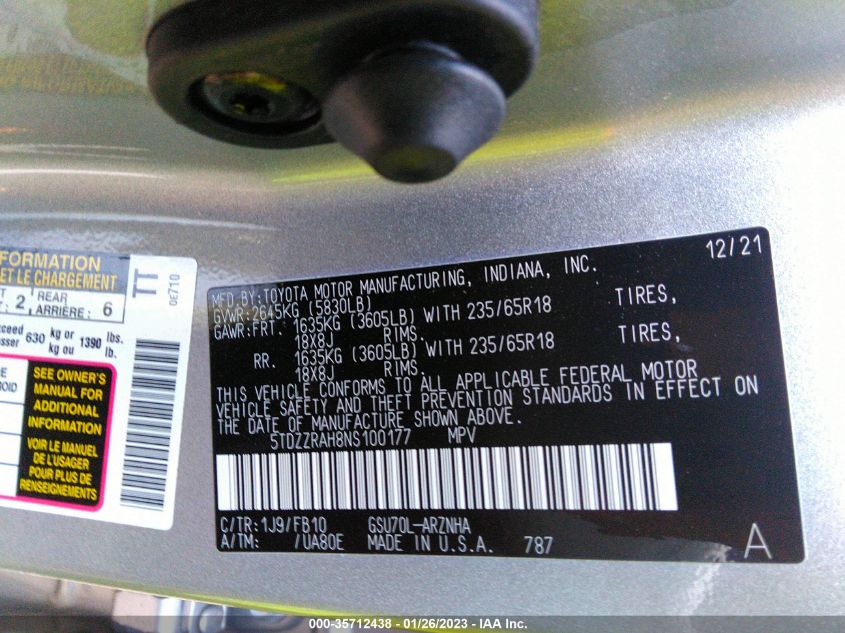 FORMATION
ET LE CHARGEMENT
T: 2 REAR ARRIÈRE: 6
xceed 630 kg or 1390 lbs.
sser kg ou lb.
TT
0E710
SEE OWNER'S
MANUAL FOR
ADDITIONAL
INFORMATION
VOIR LE MANUEL
DE L'USAGER
POUR PLUS DE
RENSEIGNEMENTS
12/21
MFD.BY:TOYOTA MOTOR MANUFACTURING, INDIANA, INC.
GVWR:2645KG (5830LB)
GAWR:FRT. 1635KG (3605LB) WITH 235/65R18 TIRES,
18X8J RIMS.
RR. 1635KG (3605LB) WITH 235/65R18 TIRES,
18X8J RIMS.
THIS VEHICLE CONFORMS TO ALL APPLICABLE FEDERAL MOTOR
VEHICLE SAFETY AND THEFT PREVENTION STANDARDS IN EFFECT ON
THE DATE OF MANUFACTURE SHOWN ABOVE.
5TDZZRAH8NS100177 MPV
C/TR:1J9/FB10 GSU70L-ARZNHA
A/TM: /UA80E MADE IN U.S.A. 787
A
000-35712438 - 01/26/2023 - IAA Inc.